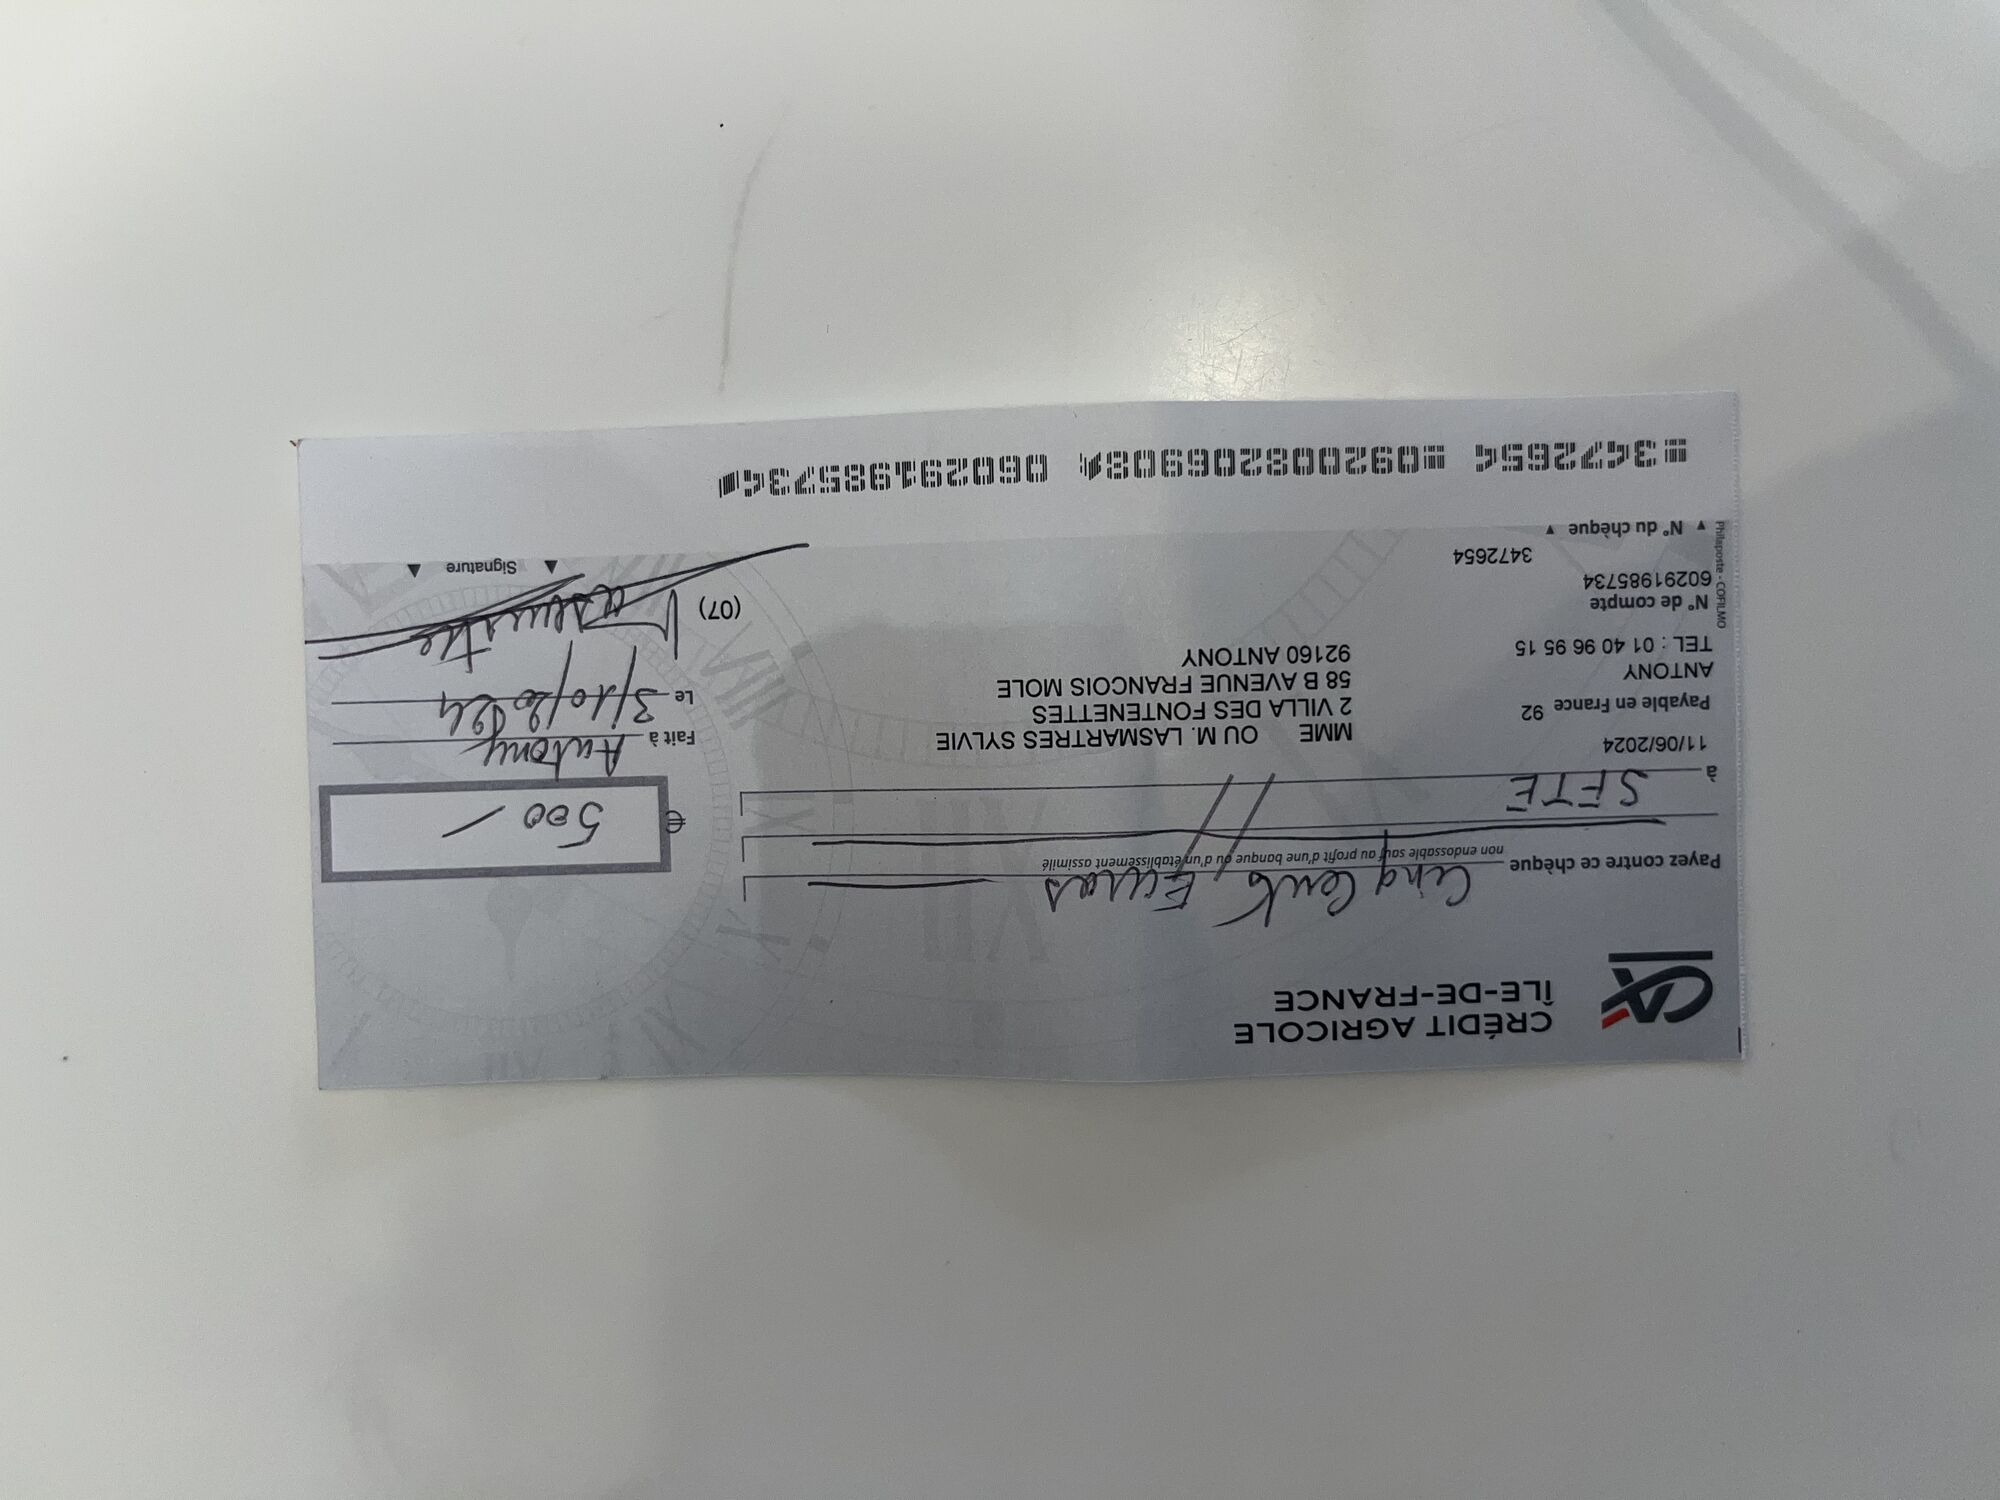 CRÉDIT AGRICOLE
ÎLE-DE-FRANCE
Payez contre ce chèque Cinq Cents Euros
non endossable sauf au profit d'une banque ou d'un établissement assimilé
€ 500/
à SFTE
11/06/2024
Payable en France 92
ANTONY
TEL : 01 40 96 95 15
N° de compte
60291985734
3472654
N° du chèque
MME OU M. LASMARTRES SYLVIE
2 VILLA DES FONTENETTES
58 B AVENUE FRANCOIS MOLE
92160 ANTONY
Fait à Antony
Le 3/10/2024
(07)
Signature
Philaposte - COFILMO
3472654 092008206908 060291985734